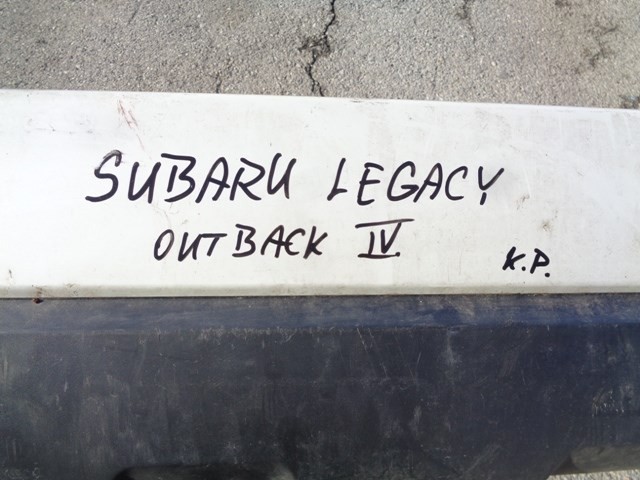 SUBARU LEGACY
OUTBACK IV.
K.P.